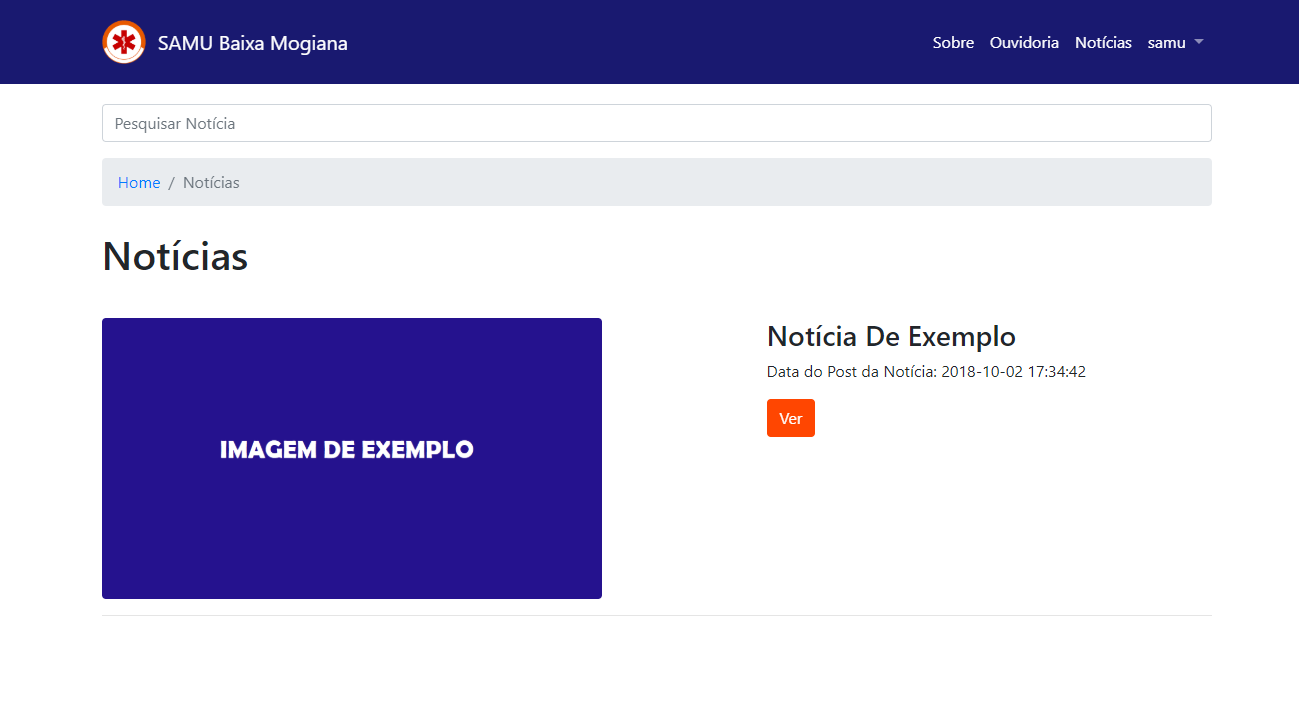 SAMU Baixa Mogiana
Sobre Ouvidoria Notícias samu
Pesquisar Notícia
Home / Notícias
Notícias
IMAGEM DE EXEMPLO
Notícia De Exemplo
Data do Post da Notícia: 2018-10-02 17:34:42
Ver